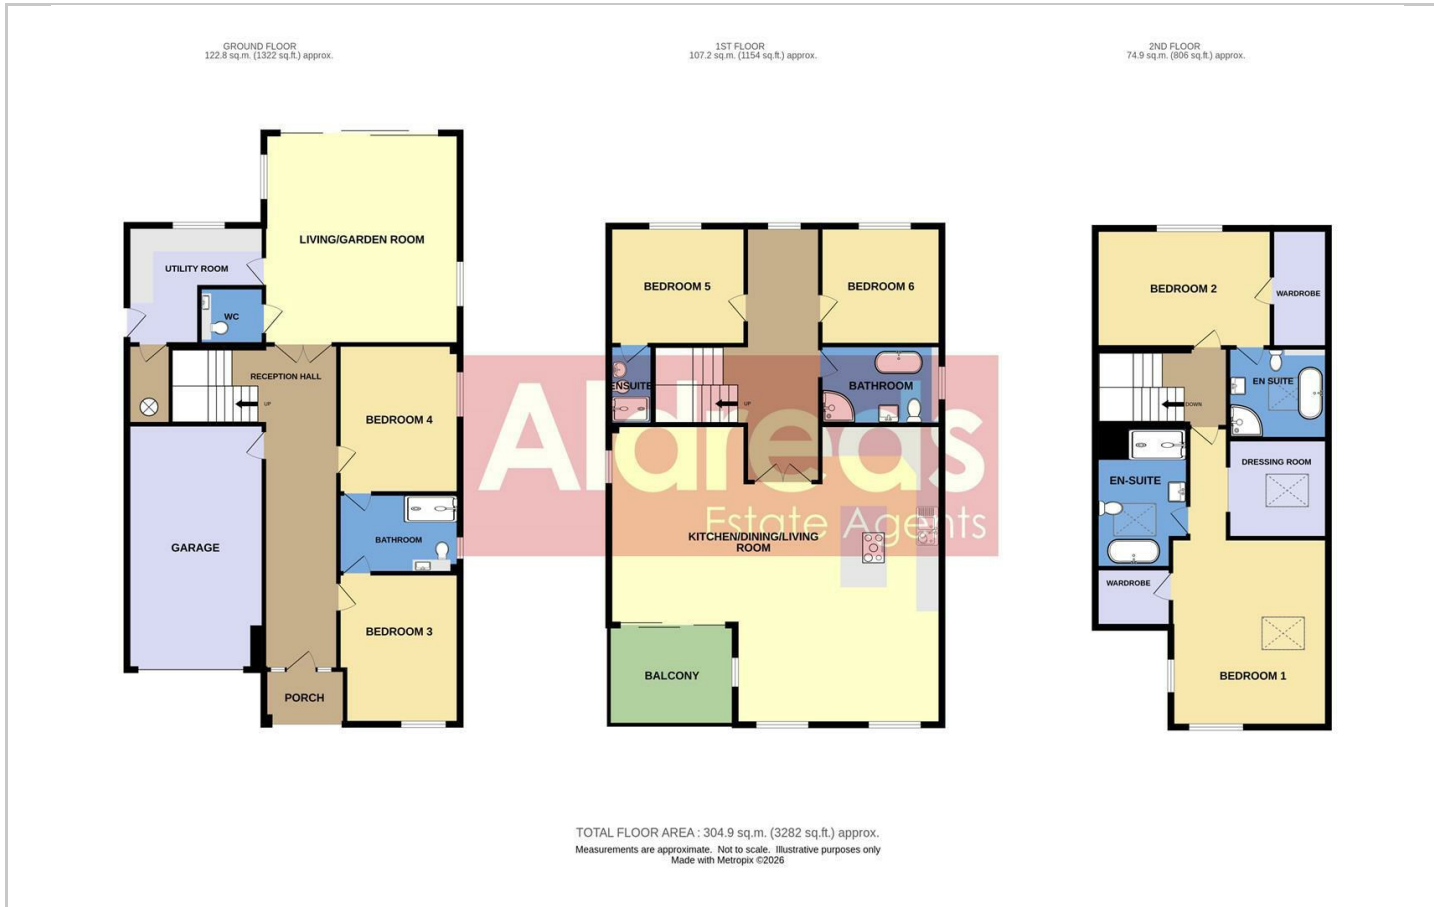 GROUND FLOOR
122.8 sq.m. (1322 sq.ft.) approx.
1ST FLOOR
107.2 sq.m. (1154 sq.ft.) approx.
2ND FLOOR
74.9 sq.m. (806 sq.ft.) approx.
LIVING/GARDEN ROOM
UTILITY ROOM
WC
RECEPTION HALL
UP
BEDROOM 4
BATHROOM
GARAGE
BEDROOM 3
PORCH
BEDROOM 5
BEDROOM 6
ENSUITE
UP
BATHROOM
KITCHEN/DINING/LIVING
ROOM
BALCONY
BEDROOM 2
WARDROBE
EN SUITE
DOWN
DRESSING ROOM
EN-SUITE
WARDROBE
BEDROOM 1
Aldreds
Estate Agents
TOTAL FLOOR AREA : 304.9 sq.m. (3282 sq.ft.) approx.
Measurements are approximate. Not to scale. Illustrative purposes only
Made with Metropix ©2026